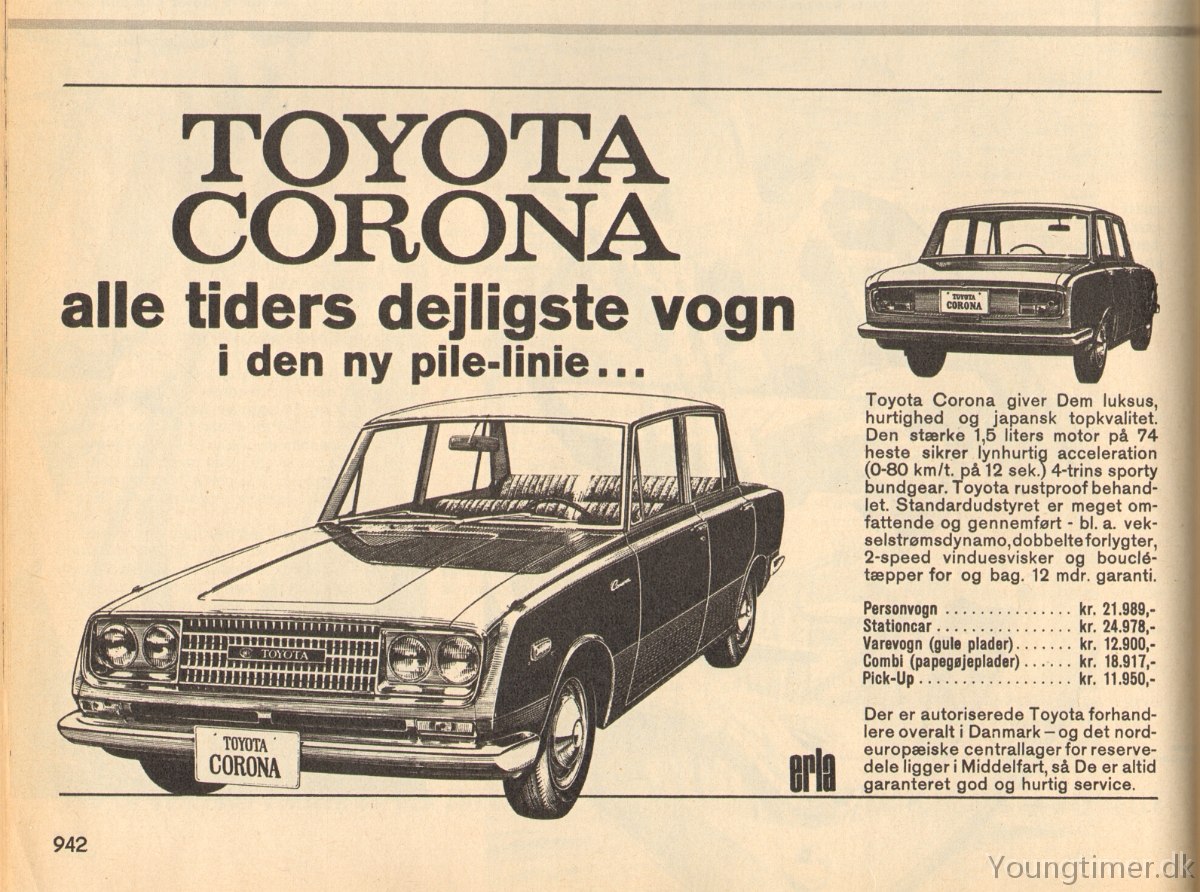 TOYOTA
CORONA
alle tiders dejligste vogn
i den ny pile-linie...
TOYOTA
CORONA
Toyota Corona giver Dem luksus,
hurtighed og japansk topkvalitet.
Den stærke 1,5 liters motor på 74
heste sikrer lynhurtig acceleration
(0-80 km/t. på 12 sek.) 4-trins sporty
bundgear. Toyota rustproof behand-
let. Standardudstyret er meget om-
fattende og gennemført - bl. a. vek-
selstrømsdynamo, dobbelte forlygter,
2-speed vinduesvisker og bouclé-
tæpper for og bag. 12 mdr. garanti.
Personvogn ............... kr. 21.989,-
Stationcar ................. kr. 24.978,-
Varevogn (gule plader)....... kr. 12.900,-
Combi (papegøjeplader)...... kr. 18.917,-
Pick-Up .................. kr. 11.950,-
Der er autoriserede Toyota forhand-
lere overalt i Danmark – og det nord-
europæiske centrallager for reserve-
dele ligger i Middelfart, så De er altid
garanteret god og hurtig service.
Corona
TOYOTA
TOYOTA
CORONA
erla
942
Youngtimer.dk